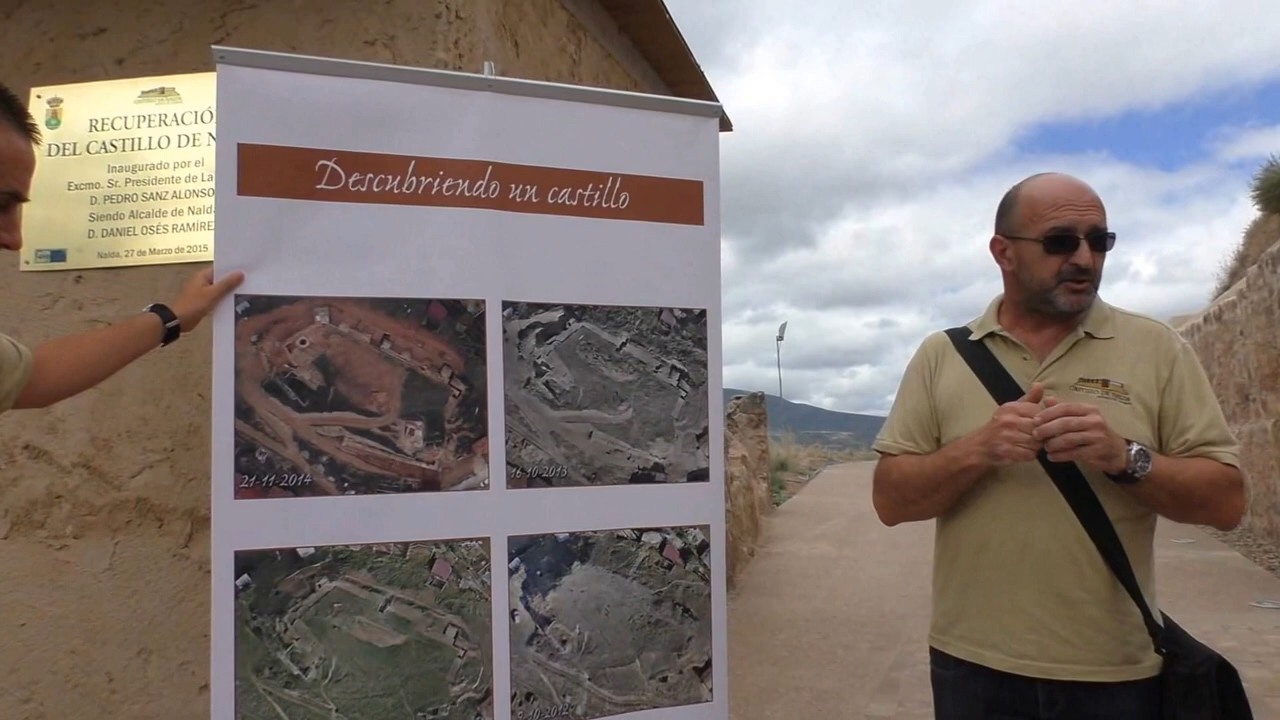 RECUPERACIÓ
DEL CASTILLO DE N
Inaugurado por el
Excmo. Sr. Presidente de La
D. PEDRO SANZ ALONSO
Siendo Alcalde de Nalda
D. DANIEL OSÉS RAMÍRE
Nalda, 27 de Marzo de 2015
Descubriendo un castillo
21-11-2014
16-10-2013